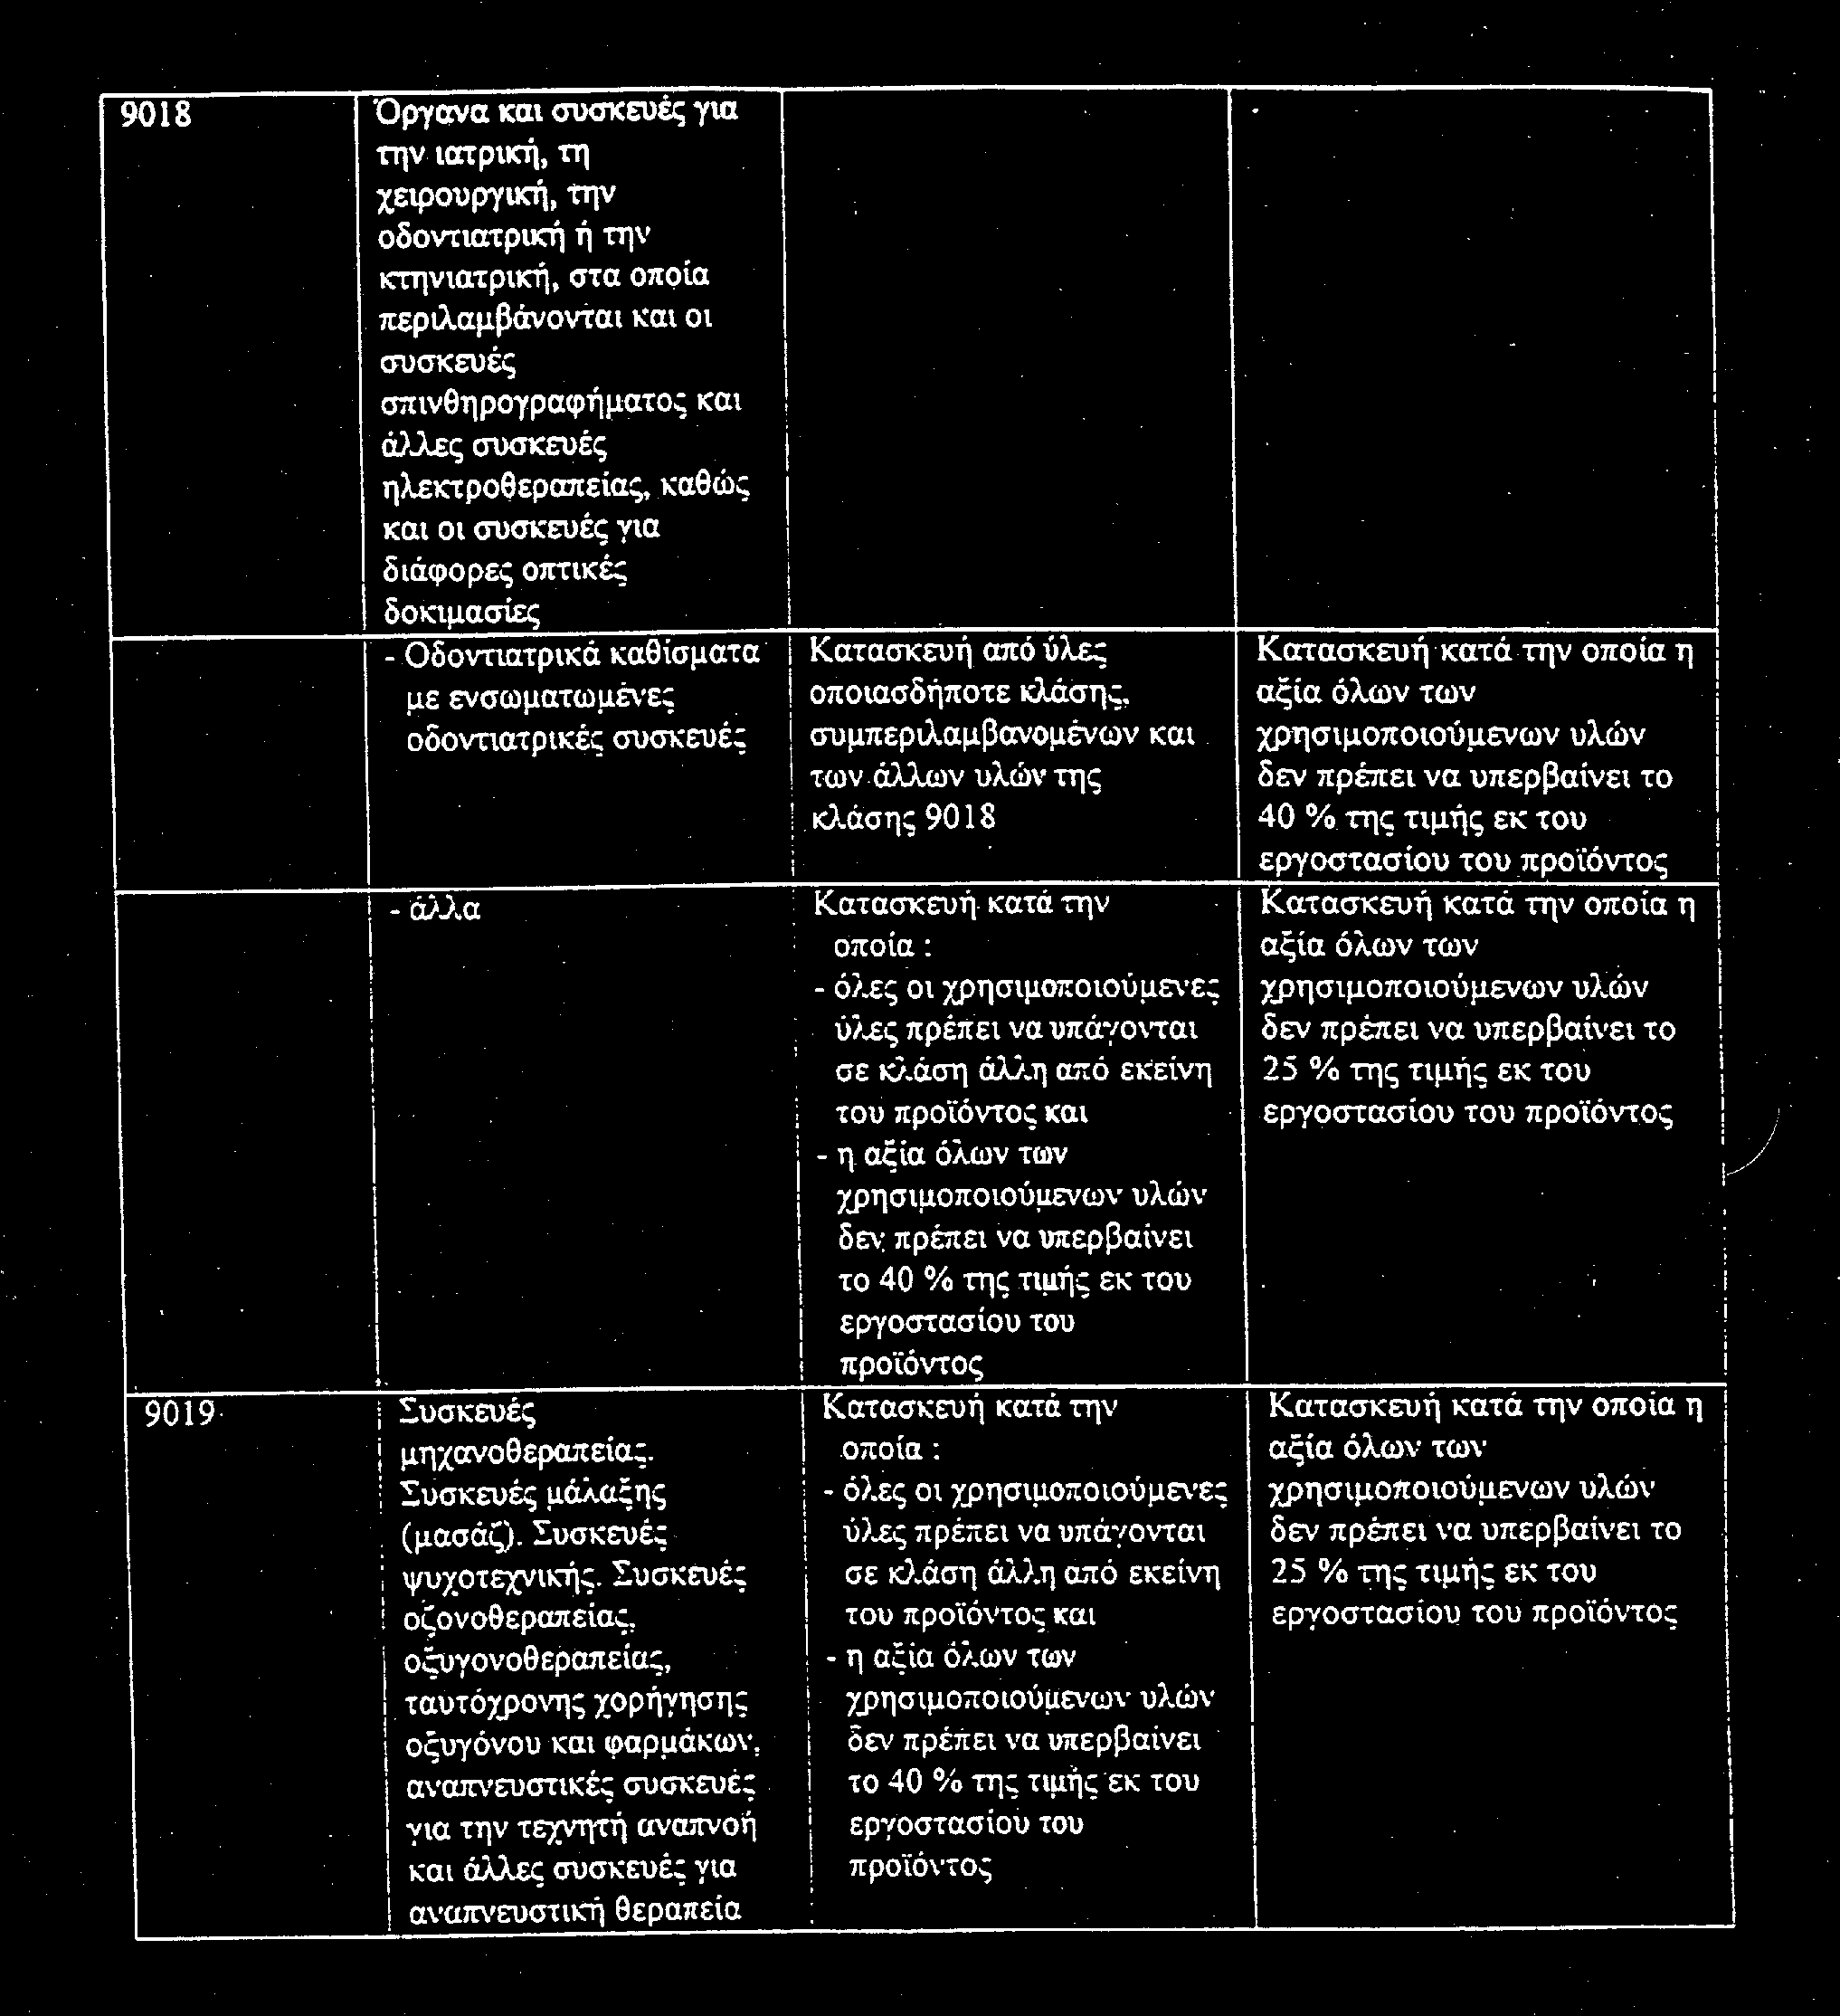 9018
Όργανα και συσκευές για
την ιατρική, τη
χειρουργική, την
οδοντιατρική ή την
κτηνιατρική, στα οποία
περιλαμβάνονται και οι
συσκευές
σπινθηρογραφήματος και
άλλες συσκευές
ηλεκτροθεραπείας, καθώς
και οι συσκευές για
διάφορες οπτικές
δοκιμασίες
- Οδοντιατρικά καθίσματα
με ενσωματωμένες
οδοντιατρικές συσκευές
Κατασκευή από ύλες
οποιασδήποτε κλάσης,
συμπεριλαμβανομένων και
των άλλων υλών της
κλάσης 9018
Κατασκευή κατά την οποία η
αξία όλων των
χρησιμοποιούμενων υλών
δεν πρέπει να υπερβαίνει το
40 % της τιμής εκ του
εργοστασίου του προϊόντος
- άλλα
Κατασκευή κατά την
οποία :
- όλες οι χρησιμοποιούμενες
ύλες πρέπει να υπάγονται
σε κλάση άλλη από εκείνη
του προϊόντος και
- η αξία όλων των
χρησιμοποιούμενων υλών
δεν πρέπει να υπερβαίνει
το 40 % της τιμής εκ του
εργοστασίου του
προϊόντος
Κατασκευή κατά την οποία η
αξία όλων των
χρησιμοποιούμενων υλών
δεν πρέπει να υπερβαίνει το
25 % της τιμής εκ του
εργοστασίου του προϊόντος
9019
Συσκευές
μηχανοθεραπείας.
Συσκευές μάλαξης
(μασάζ). Συσκευές
ψυχοτεχνικής. Συσκευές
οζονοθεραπείας,
οξυγονοθεραπείας,
ταυτόχρονης χορήγησης
οξυγόνου και φαρμάκων,
αναπνευστικές συσκευές
για την τεχνητή αναπνοή
και άλλες συσκευές για
αναπνευστική θεραπεία
Κατασκευή κατά την
οποία :
- όλες οι χρησιμοποιούμενες
ύλες πρέπει να υπάγονται
σε κλάση άλλη από εκείνη
του προϊόντος και
- η αξία όλων των
χρησιμοποιούμενων υλών
δεν πρέπει να υπερβαίνει
το 40 % της τιμής εκ του
εργοστασίου του
προϊόντος
Κατασκευή κατά την οποία η
αξία όλων των
χρησιμοποιούμενων υλών
δεν πρέπει να υπερβαίνει το
25 % της τιμής εκ του
εργοστασίου του προϊόντος